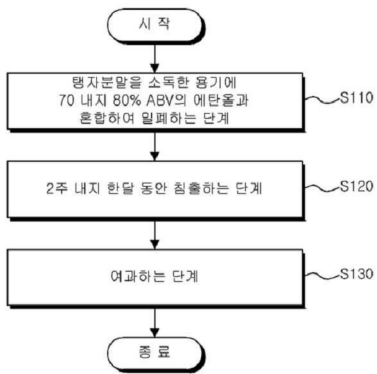 시 작
탱자분말을 소독한 용기에
70 내지 80% ABV의 에탄올과
혼합하여 밀폐하는 단계
S110
2주 내지 한달 동안 침출하는 단계
S120
여과하는 단계
S130
종 료